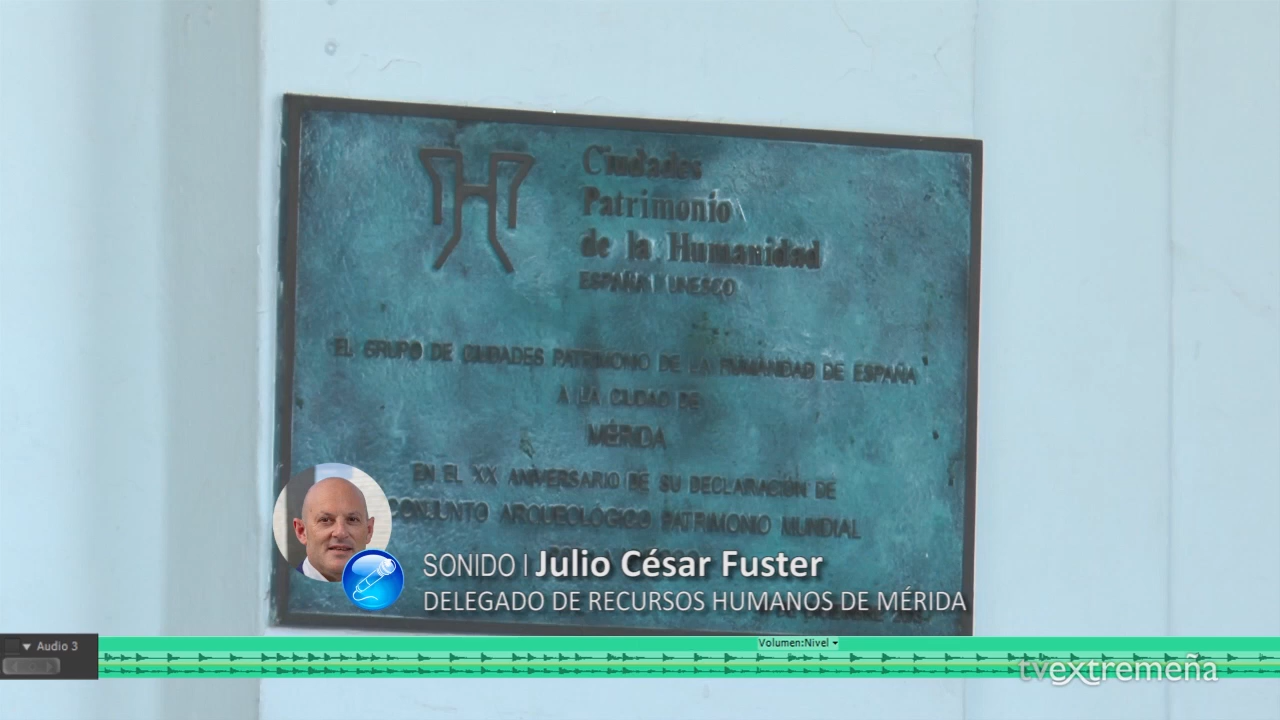 Ciudades
Patrimonio
de la Humanidad
ESPAÑA UNESCO
EL GRUPO DE CIUDADES PATRIMONIO DE LA HUMANIDAD DE ESPAÑA
A LA CIUDAD DE
MÉRIDA
EN EL XX ANIVERSARIO DE SU DECLARACIÓN DE
CONJUNTO ARQUEOLÓGICO PATRIMONIO MUNDIAL
SONIDO | Julio César Fuster
DELEGADO DE RECURSOS HUMANOS DE MÉRIDA
Audio 3
Volumen:Nivel
tvextremeña